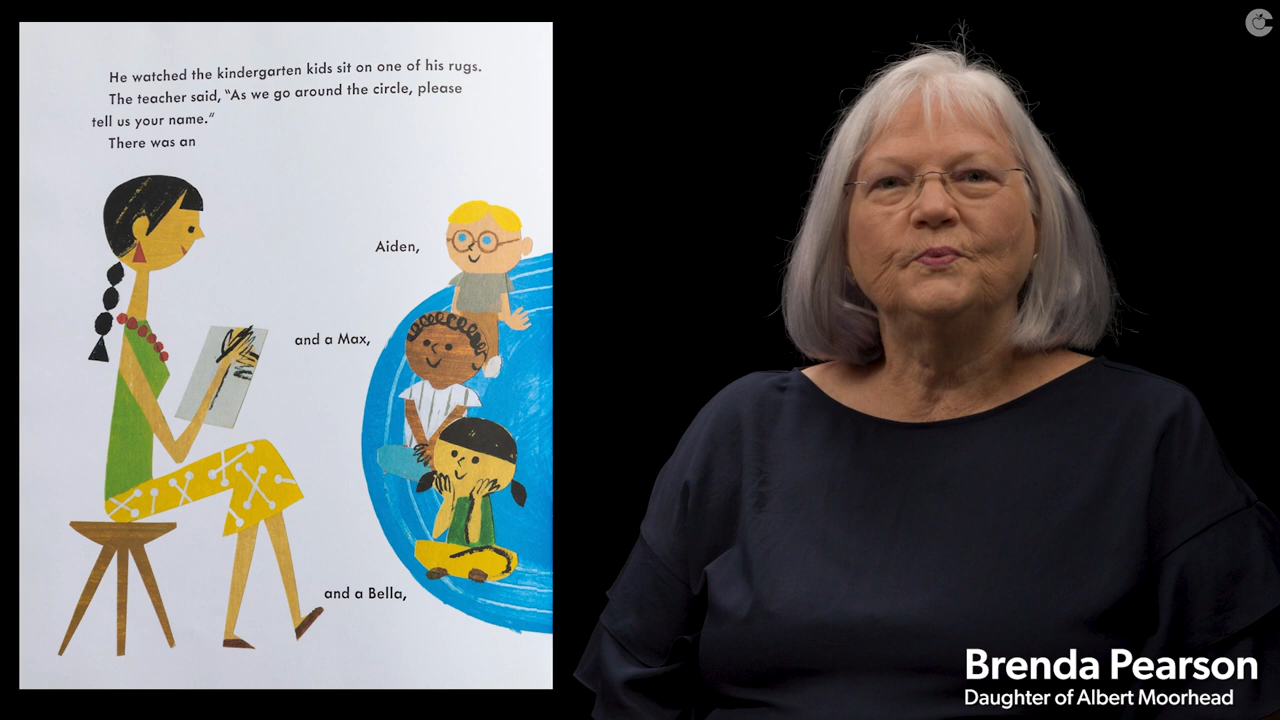 He watched the kindergarten kids sit on one of his rugs.
The teacher said, “As we go around the circle, please
tell us your name.”
There was an
Aiden,
and a Max,
and a Bella,
Brenda Pearson
Daughter of Albert Moorhead